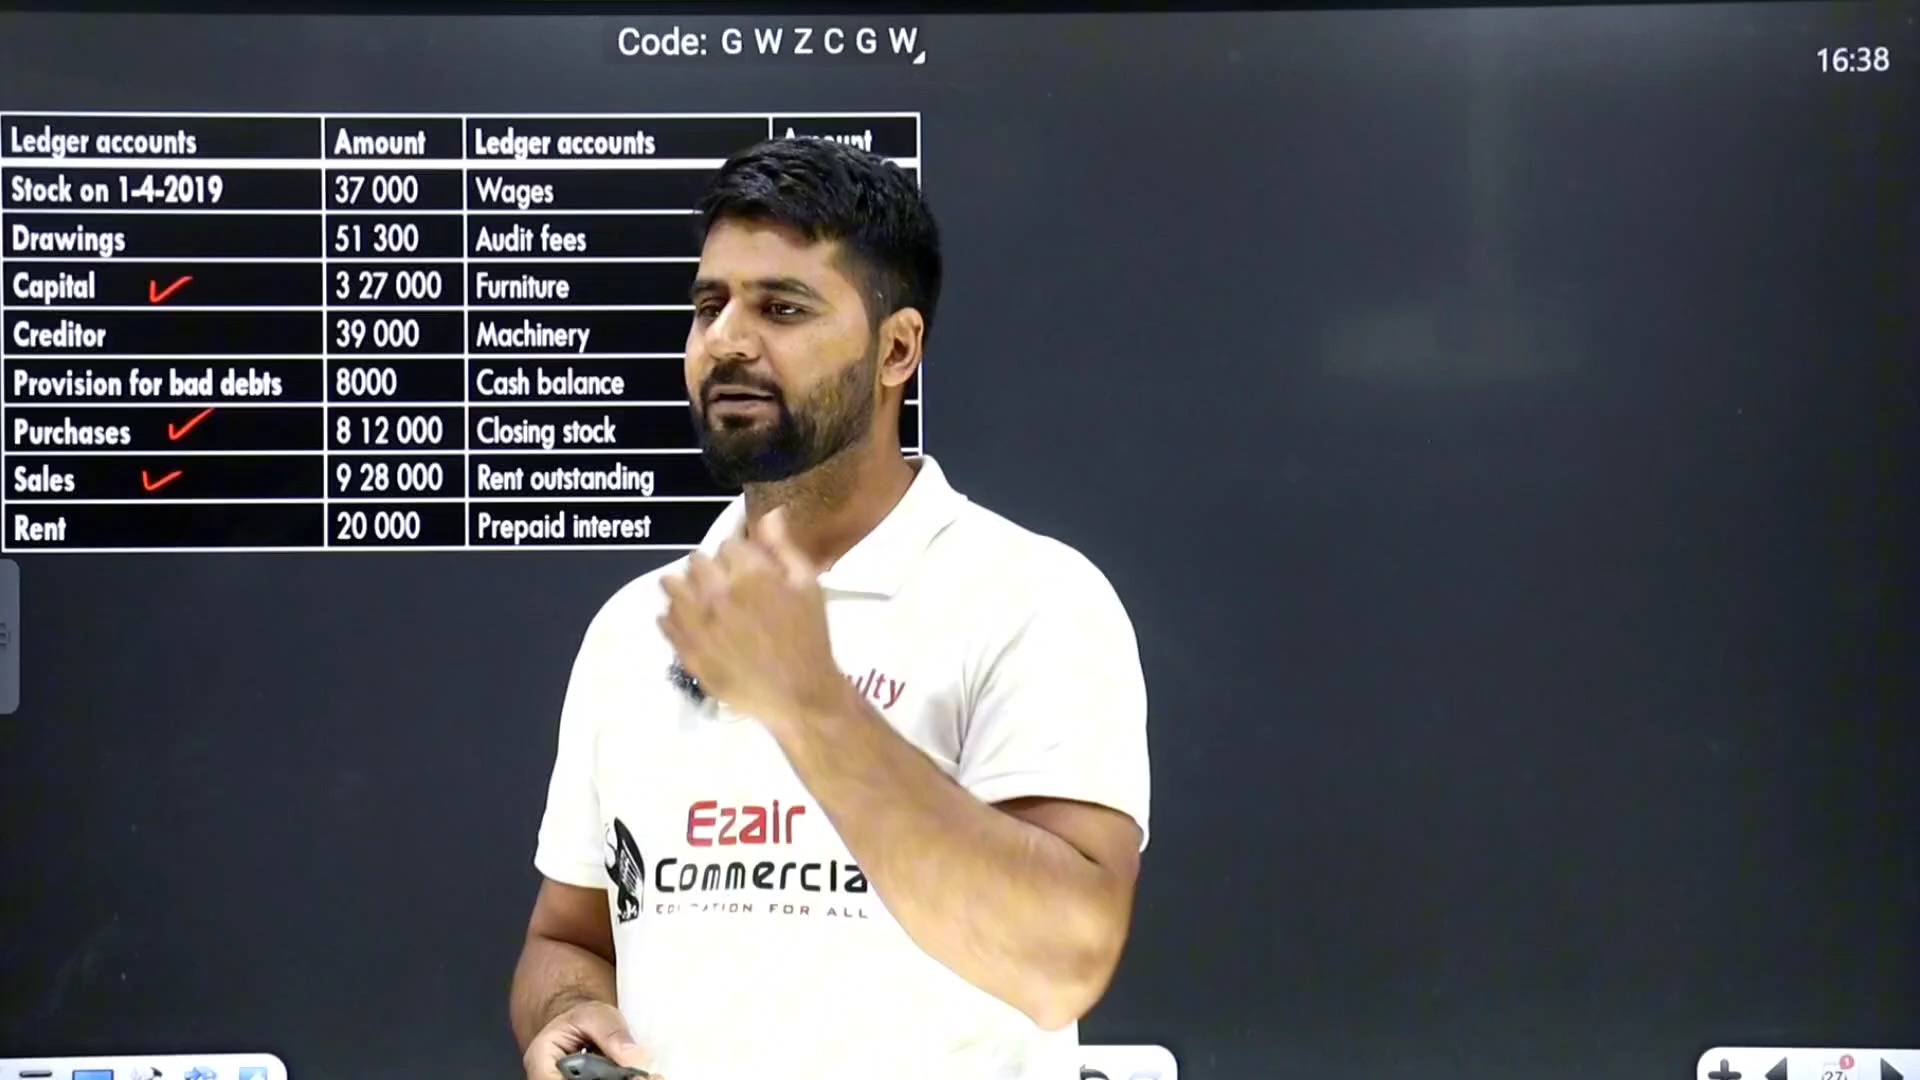 Code: G W Z C G W
16:38
Ledger accounts Amount Ledger accounts
Stock on 1-4-2019 37 000 Wages
Drawings 51 300 Audit fees
Capital 3 27 000 Furniture
Creditor 39 000 Machinery
Provision for bad debts 8000 Cash balance
Purchases 8 12 000 Closing stock
Sales 9 28 000 Rent outstanding
Rent 20 000 Prepaid interest
Ezair
FOR ALL
27